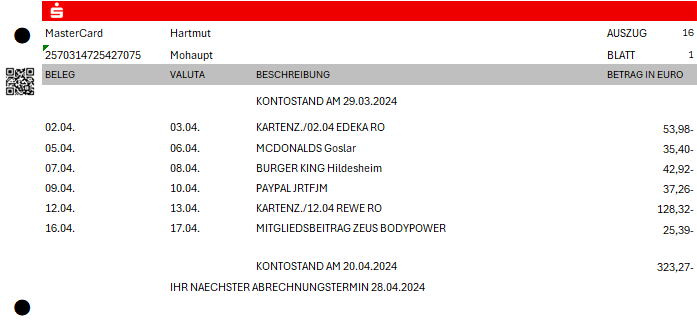 MasterCard Hartmut AUSZUG 16
2570314725427075 Mohaupt BLATT 1
BELEG VALUTA BESCHREIBUNG BETRAG IN EURO
KONTOSTAND AM 29.03.2024
02.04. 03.04. KARTENZ./02.04 EDEKA RO 53,98-
05.04. 06.04. MCDONALDS Goslar 35,40-
07.04. 08.04. BURGER KING Hildesheim 42,92-
09.04. 10.04. PAYPAL JRTFJM 37,26-
12.04. 13.04. KARTENZ./12.04 REWE RO 128,32-
16.04. 17.04. MITGLIEDSBEITRAG ZEUS BODYPOWER 25,39-
KONTOSTAND AM 20.04.2024 323,27-
IHR NAECHSTER ABRECHNUNGSTERMIN 28.04.2024